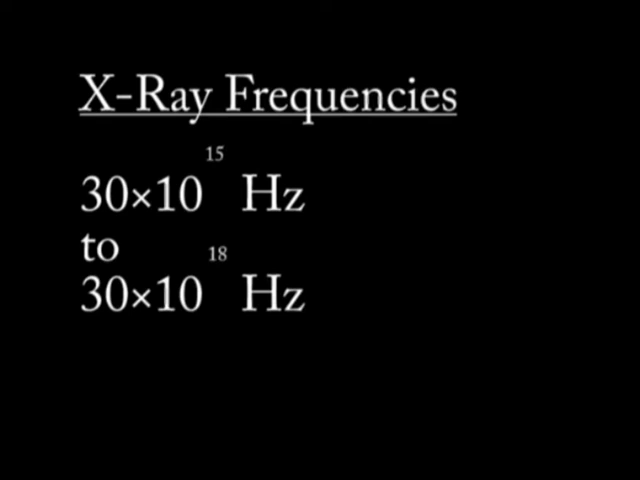 X-Ray Frequencies
30×10¹⁵ Hz
to
30×10¹⁸ Hz